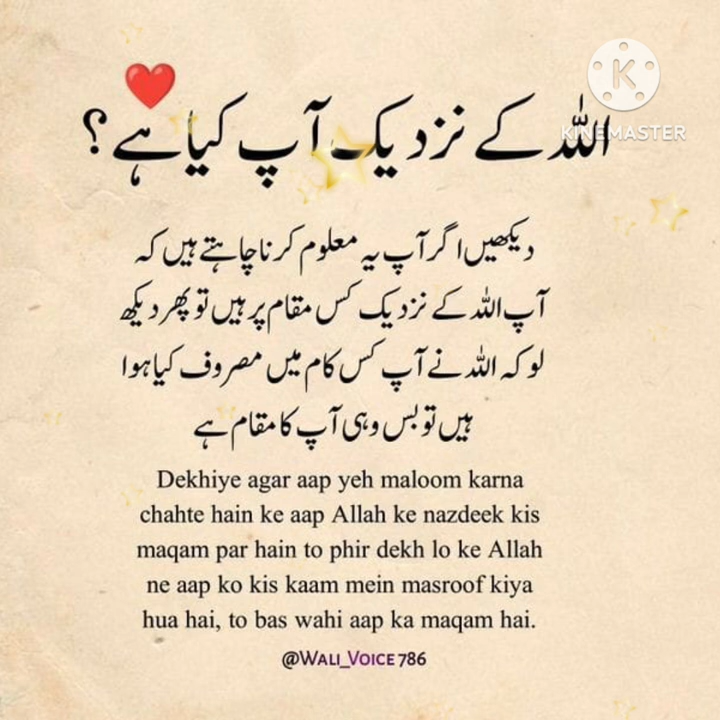 اللہ کے نزدیک آپ کیا ہے؟
KINEMASTER
دیکھیں اگر آپ یہ معلوم کرنا چاہتے ہیں کہ
آپ اللہ کے نزدیک کس مقام پر ہیں تو پھر دیکھ
لو کہ اللہ نے آپ کس کام میں مصروف کیا ہوا
ہیں تو بس وہی آپ کا مقام ہے
Dekhiye agar aap yeh maloom karna
chahte hain ke aap Allah ke nazdeek kis
maqam par hain to phir dekh lo ke Allah
ne aap ko kis kaam mein masroof kiya
hua hai, to bas wahi aap ka maqam hai.
@WALI_VOICE 786